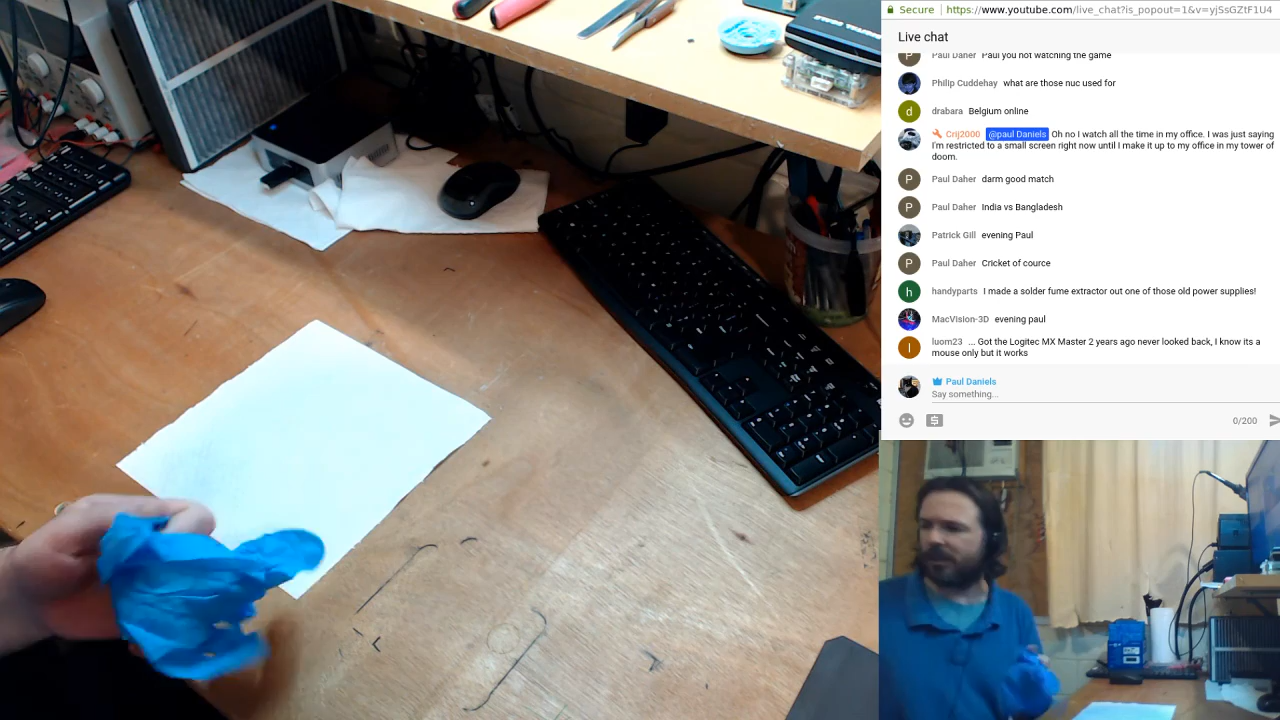 Secure https://www.youtube.com/live_chat?is_popout=1&v=yjSsGZtF1U4
Live chat
P Paul Daher Paul you not watching the game
Philip Cuddehay what are those nuc used for
d drabara Belgium online
Crij2000 @paul Daniels Oh no I watch all the time in my office. I was just saying
I'm restricted to a small screen right now until I make it up to my office in my tower of
doom.
P Paul Daher darm good match
P Paul Daher India vs Bangladesh
Patrick Gill evening Paul
P Paul Daher Cricket of cource
h handyparts I made a solder fume extractor out one of those old power supplies!
MacVision-3D evening paul
l luom23 ... Got the Logitec MX Master 2 years ago never looked back, I know its a
mouse only but it works
Paul Daniels
Say something...
0/200